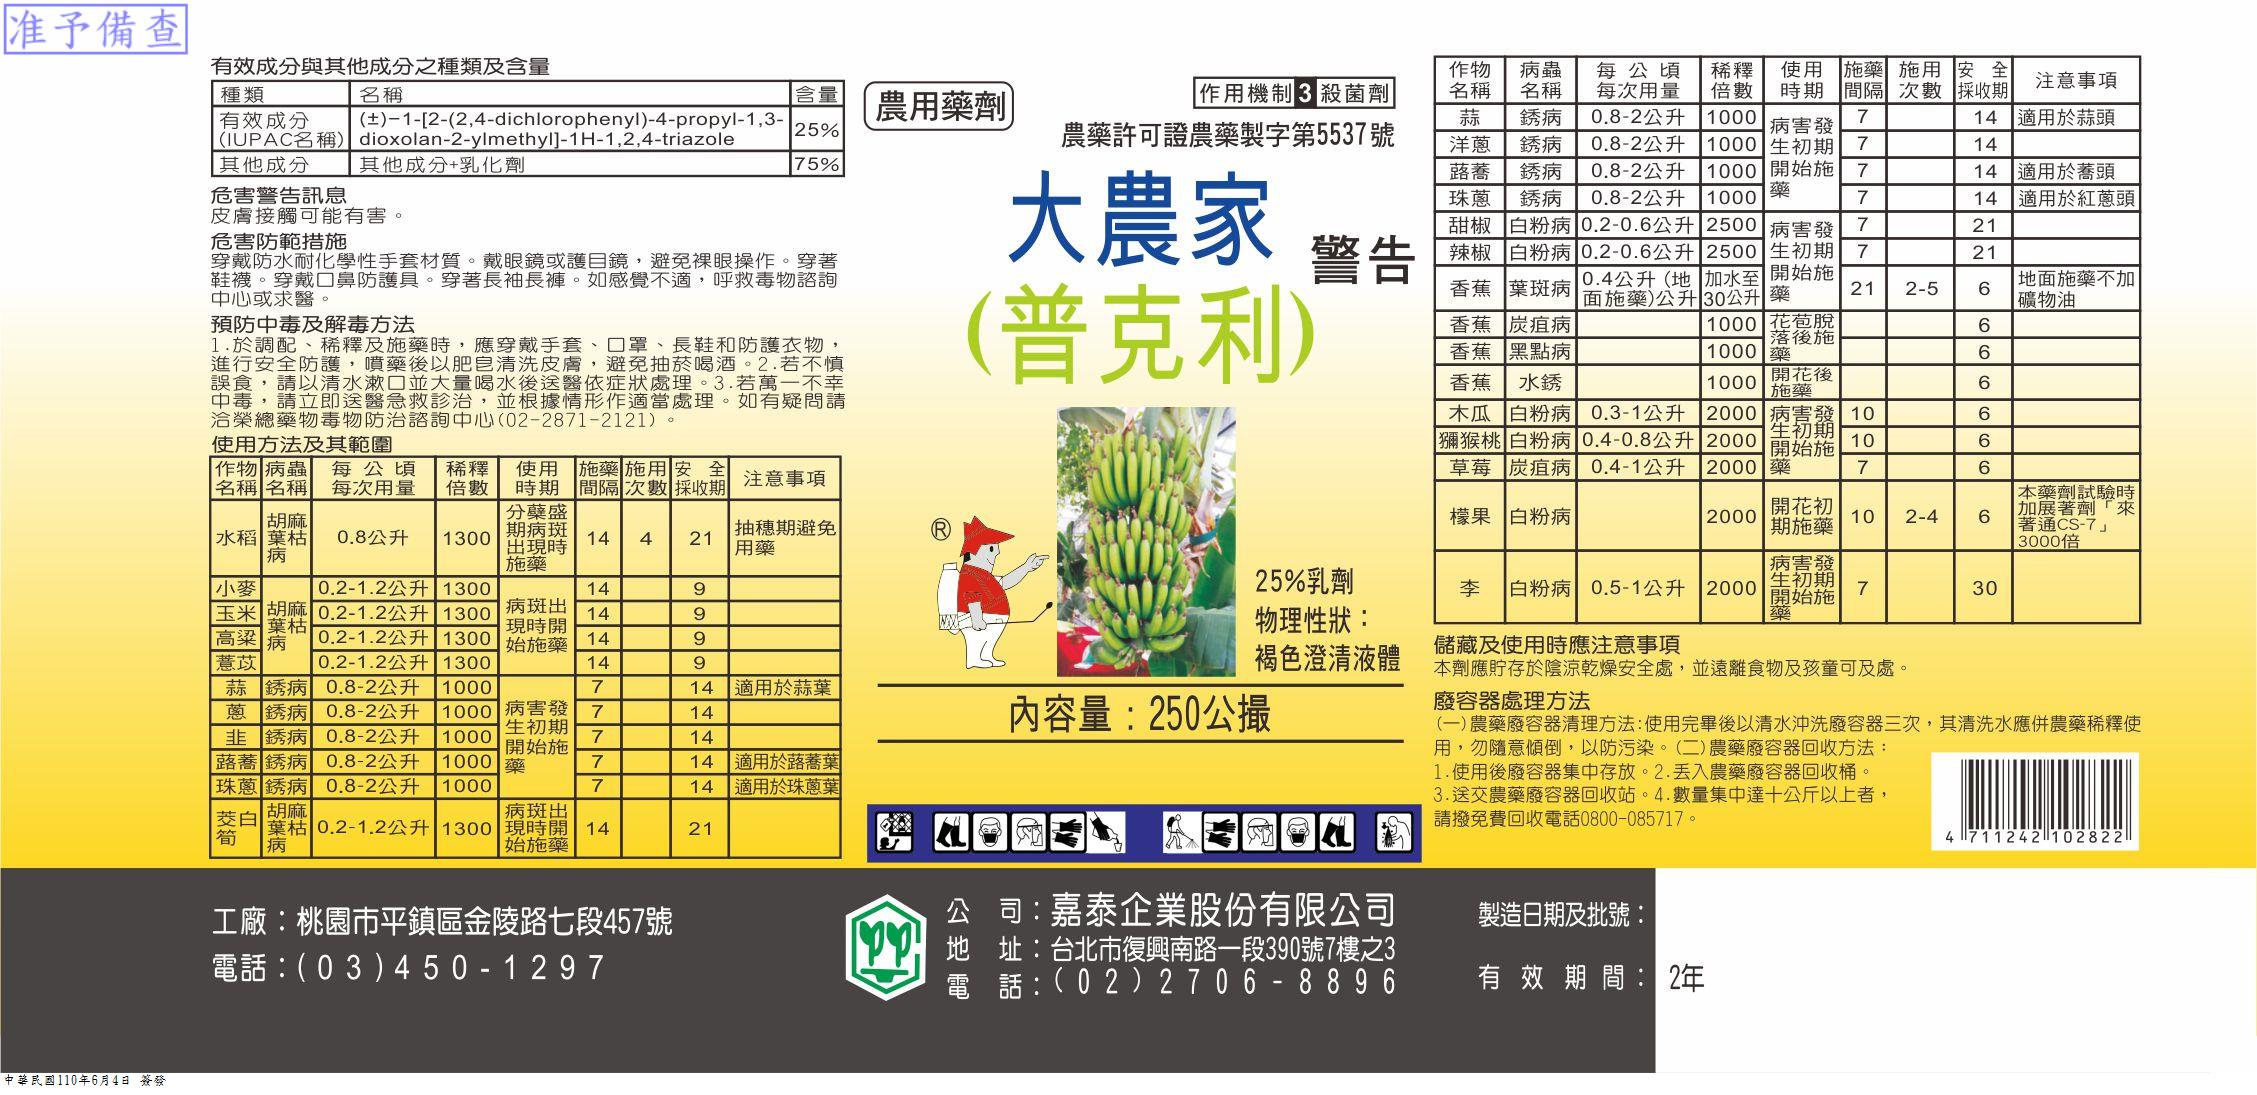 准予備查
有效成分與其他成分之種類及含量
種類 名稱 含量
有效成分 (±)−1-[2-(2,4-dichlorophenyl)-4-propyl-1,3- 25%
(IUPAC名稱) dioxolan-2-ylmethyl]-1H-1,2,4-triazole
其他成分 其他成分+乳化劑 75%
危害警告訊息
皮膚接觸可能有害。
危害防範措施
穿戴防水耐化學性手套材質。戴眼鏡或護目鏡，避免裸眼操作。穿著
鞋襪。穿戴口鼻防護具。穿著長袖長褲。如感覺不適，呼救毒物諮詢
中心或求醫。
預防中毒及解毒方法
1.於調配、稀釋及施藥時，應穿戴手套、口罩、長鞋和防護衣物，
進行安全防護，噴藥後以肥皂清洗皮膚，避免抽菸喝酒。2.若不慎
誤食，請以清水漱口並大量喝水後送醫依症狀處理。3.若萬一不幸
中毒，請立即送醫急救診治，並根據情形作適當處理。如有疑問請
洽榮總藥物毒物防治諮詢中心(02-2871-2121)。
使用方法及其範圍
作物 病蟲 每公頃 稀釋 使用 施藥 施用 安全 注意事項
名稱 名稱 每次用量 倍數 時期 間隔 次數 採收期
水稻 胡麻葉枯病 0.8公升 1300 分蘗盛期病斑出現時施藥 14 4 21 抽穗期避免用藥
小麥 胡麻葉枯病 0.2-1.2公升 1300 病斑出現時開始施藥 14 9
玉米 0.2-1.2公升 1300 14 9
高梁 0.2-1.2公升 1300 14 9
薏苡 0.2-1.2公升 1300 14 9
蒜 銹病 0.8-2公升 1000 病害發生初期開始施藥 7 14 適用於蒜葉
蔥 銹病 0.8-2公升 1000 7 14
韭 銹病 0.8-2公升 1000 7 14
蕗蕎 銹病 0.8-2公升 1000 7 14 適用於蕗蕎葉
珠蔥 銹病 0.8-2公升 1000 7 14 適用於珠蔥葉
茭白筍 胡麻葉枯病 0.2-1.2公升 1300 病斑出現時開始施藥 14 21
農用藥劑
作用機制3殺菌劑
農藥許可證農藥製字第5537號
大農家
警告
(普克利)
®
25%乳劑
物理性狀：
褐色澄清液體
內容量：250公撮
作物 病蟲 每公頃 稀釋 使用 施藥 施用 安全 注意事項
名稱 名稱 每次用量 倍數 時期 間隔 次數 採收期
蒜 銹病 0.8-2公升 1000 病害發生初期開始施藥 7 14 適用於蒜頭
洋蔥 銹病 0.8-2公升 1000 7 14
蕗蕎 銹病 0.8-2公升 1000 7 14 適用於蕎頭
珠蔥 銹病 0.8-2公升 1000 7 14 適用於紅蔥頭
甜椒 白粉病 0.2-0.6公升 2500 病害發生初期開始施藥 7 21
辣椒 白粉病 0.2-0.6公升 2500 7 21
香蕉 葉斑病 0.4公升 (地面施藥)公升 加水至30公升 21 2-5 6 地面施藥不加礦物油
香蕉 炭疽病 1000 花苞脫落後施藥 6
香蕉 黑點病 1000 6
香蕉 水銹 1000 開花後施藥 6
木瓜 白粉病 0.3-1公升 2000 病害發生初期開始施藥 10 6
獼猴桃 白粉病 0.4-0.8公升 2000 10 6
草莓 炭疽病 0.4-1公升 2000 7 6
檬果 白粉病 2000 開花初期施藥 10 2-4 6 本藥劑試驗時加展著劑「來著通CS-7」3000倍
李 白粉病 0.5-1公升 2000 病害發生初期開始施藥 7 30
儲藏及使用時應注意事項
本劑應貯存於陰涼乾燥安全處，並遠離食物及孩童可及處。
廢容器處理方法
(一)農藥廢容器清理方法:使用完畢後以清水沖洗廢容器三次，其清洗水應併農藥稀釋使
用，勿隨意傾倒，以防污染。(二)農藥廢容器回收方法：
1.使用後廢容器集中存放。2.丟入農藥廢容器回收桶。
3.送交農藥廢容器回收站。4.數量集中達十公斤以上者，
請撥免費回收電話0800-085717。
4 711242 102822
工廠：桃園市平鎮區金陵路七段457號
電話：(03)450-1297
公司：嘉泰企業股份有限公司
地址：台北市復興南路一段390號7樓之3
電話：(02)2706-8896
製造日期及批號：
有效期間：2年
中華民國110年6月4日 簽發